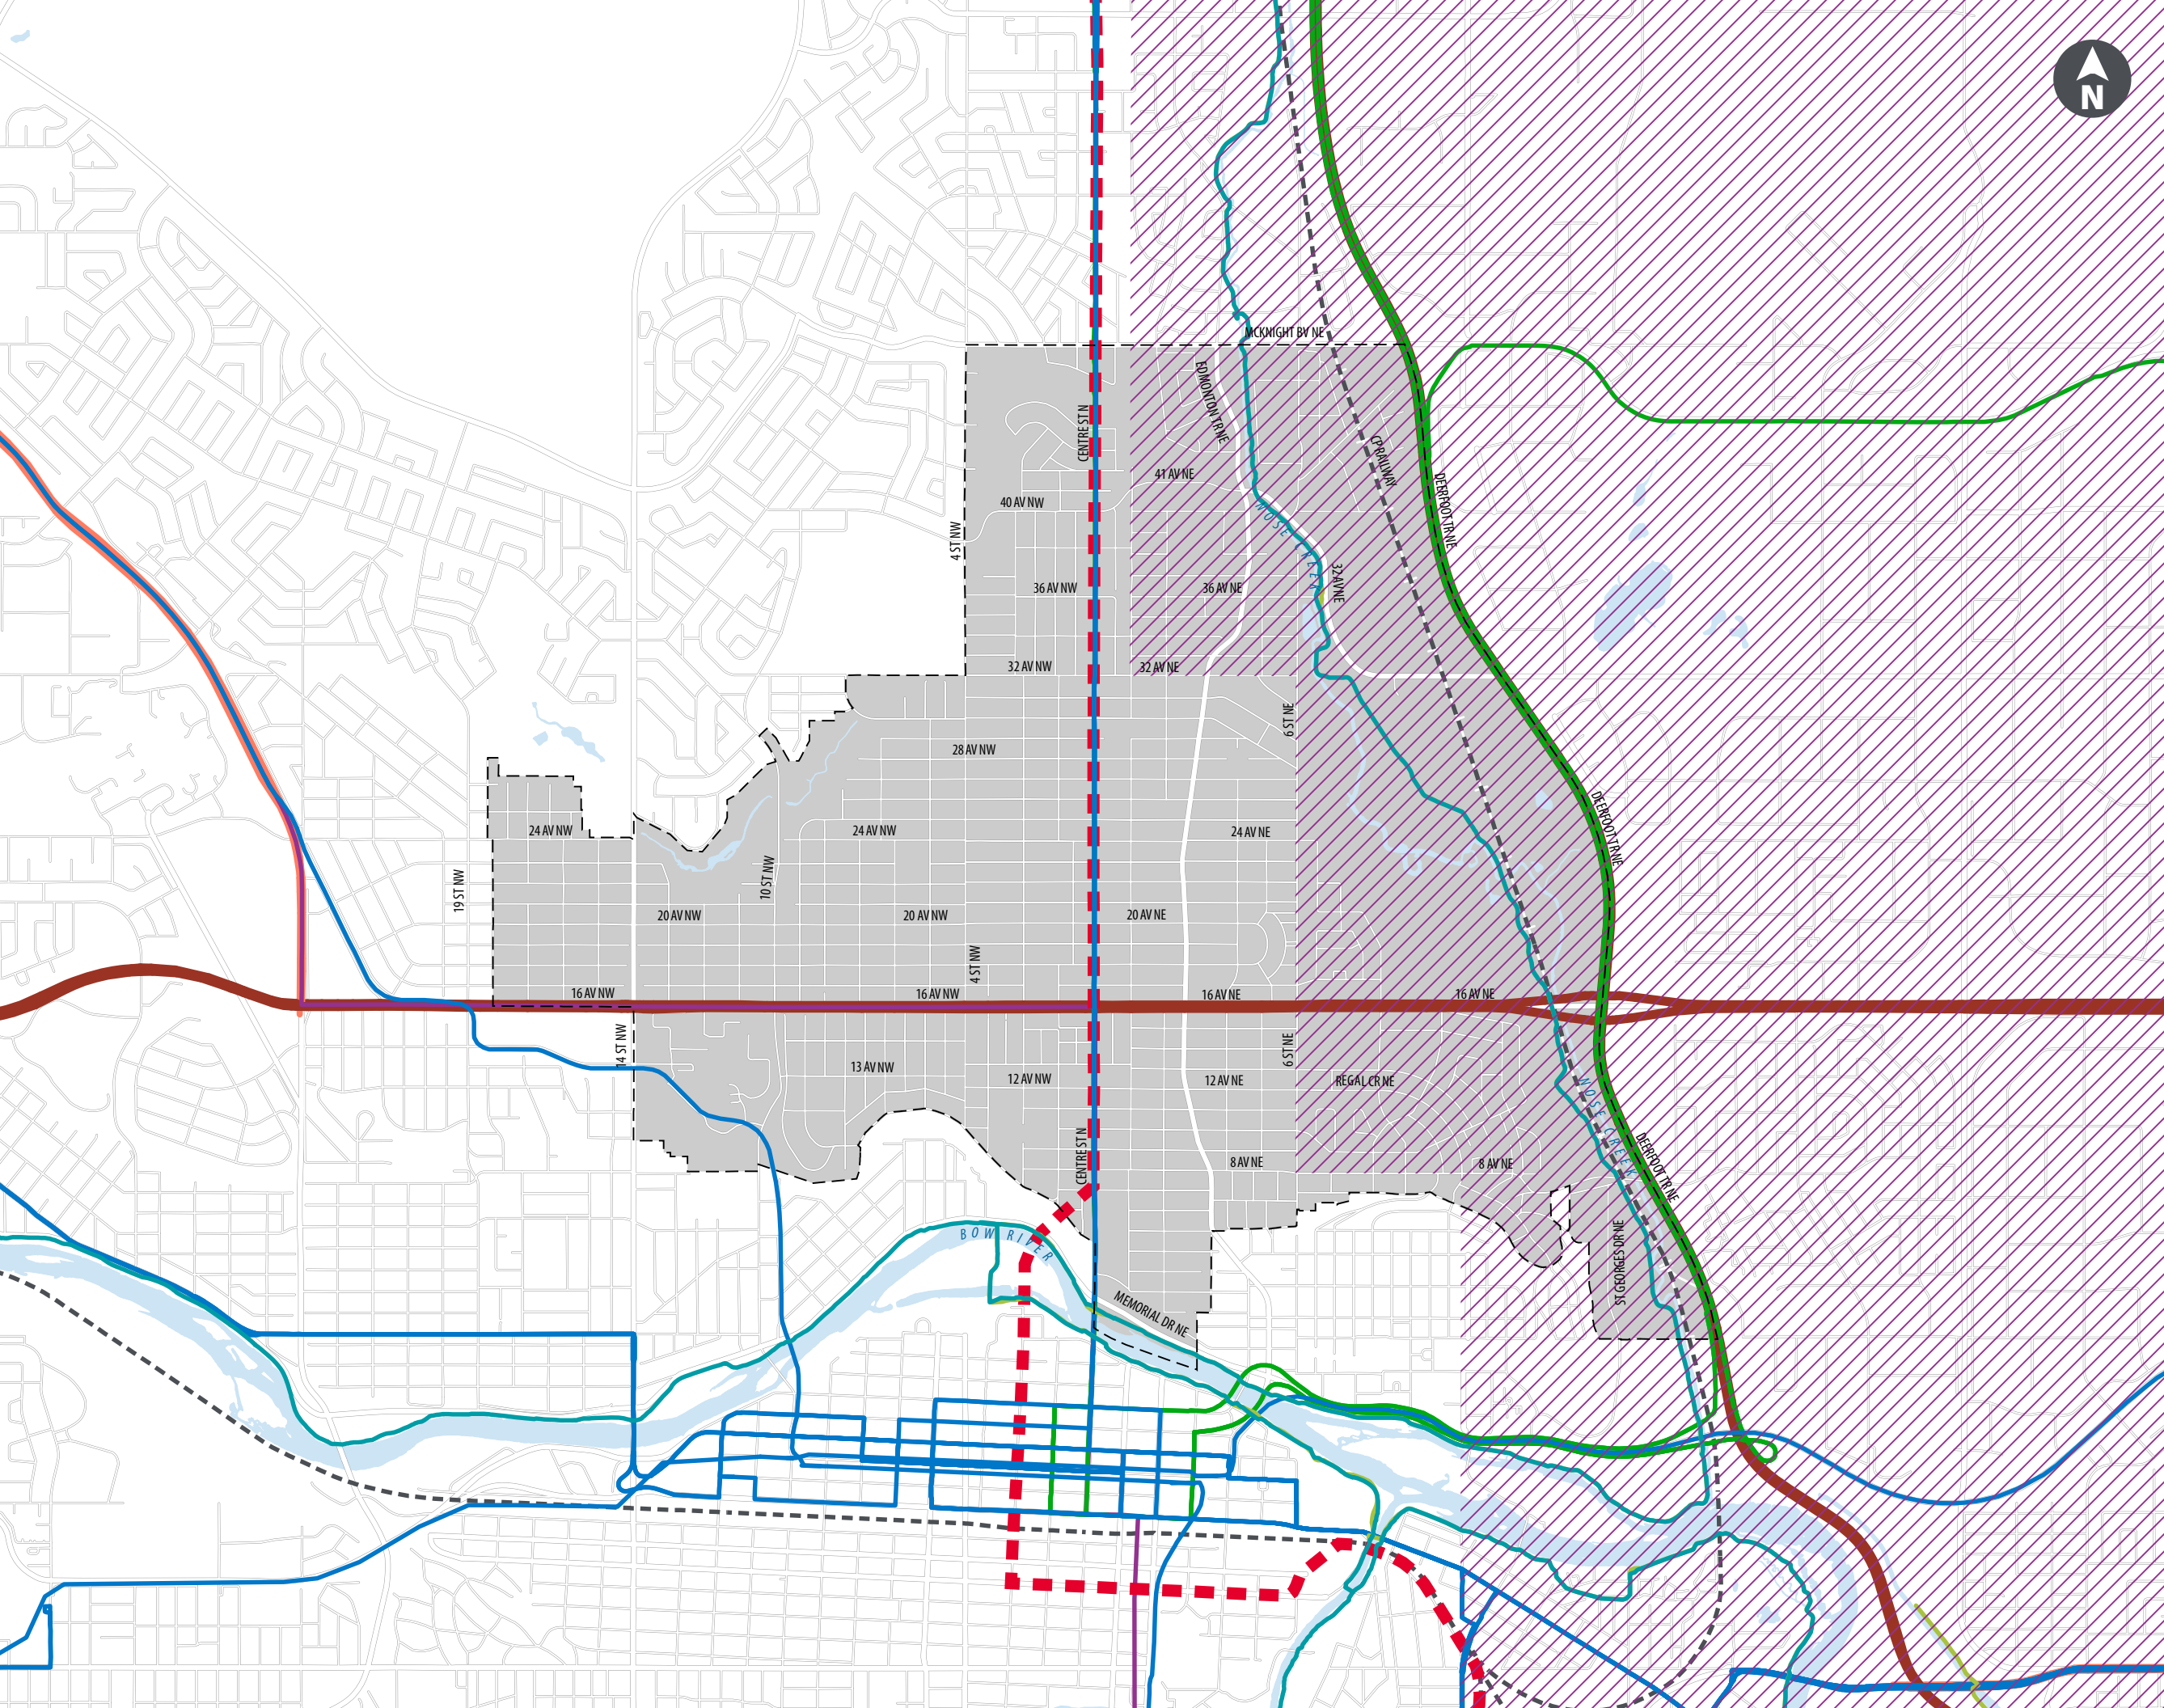 N
MCKNIGHT BV NE
EDMONTON TR NE
CENTRE ST N
CP RAILWAY
41 AV NE
40 AV NW
DEERFOOT TR NE
NOSE CREEK
4 ST NW
36 AV NW
36 AV NE
32 AV NE
32 AV NW
32 AV NE
6 ST NE
28 AV NW
24 AV NW
24 AV NW
24 AV NE
DEERFOOT TR NE
19 ST NW
10 ST NW
20 AV NW
20 AV NW
20 AV NE
4 ST NW
16 AV NW
16 AV NW
16 AV NE
16 AV NE
14 ST NW
6 ST NE
13 AV NW
12 AV NW
12 AV NE
REGAL CR NE
NOSE CREEK
CENTRE ST N
8 AV NE
8 AV NE
DEERFOOT TR NE
BOW RIVER
ST GEORGES DR NE
MEMORIAL DR NE